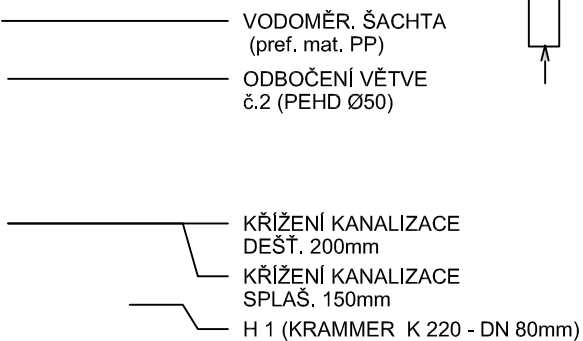 VODOMĚR. ŠACHTA
(pref. mat. PP)
ODBOČENÍ VĚTVE
č.2 (PEHD Ø50)
KŘÍŽENÍ KANALIZACE
DEŠŤ. 200mm
KŘÍŽENÍ KANALIZACE
SPLAŠ. 150mm
H 1 (KRAMMER K 220 - DN 80mm)